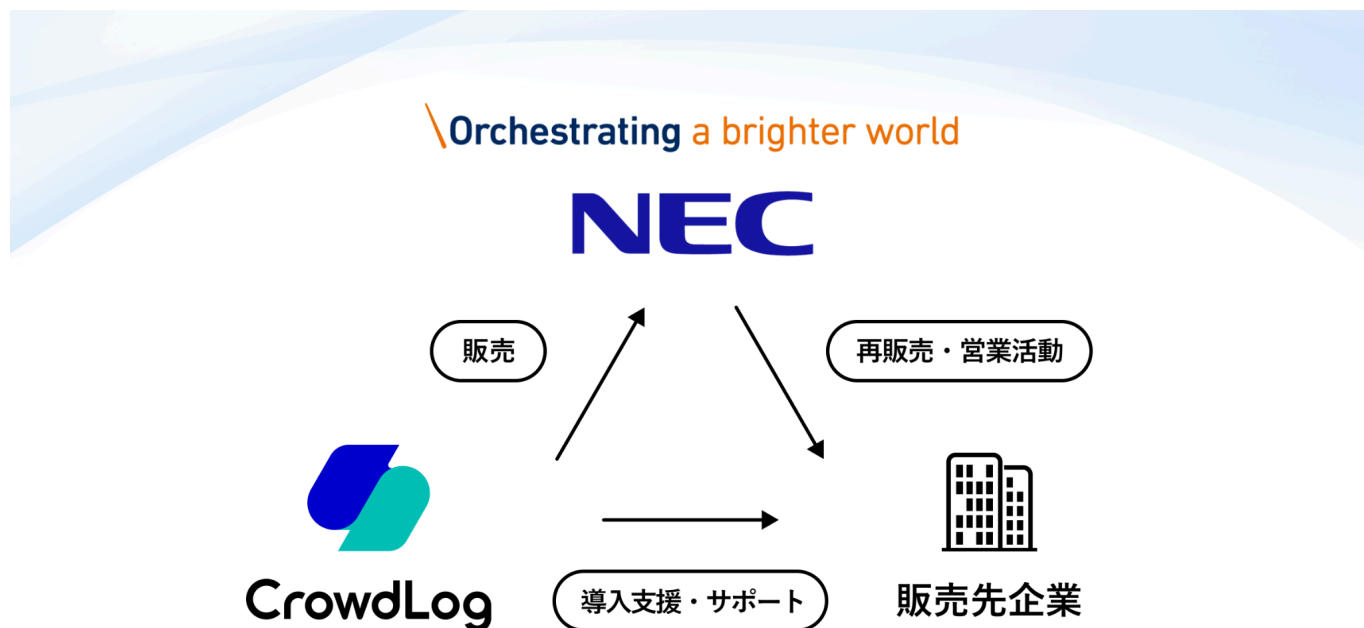 \Orchestrating a brighter world
NEC
販売
再販売・営業活動
CrowdLog
導入支援・サポート
販売先企業